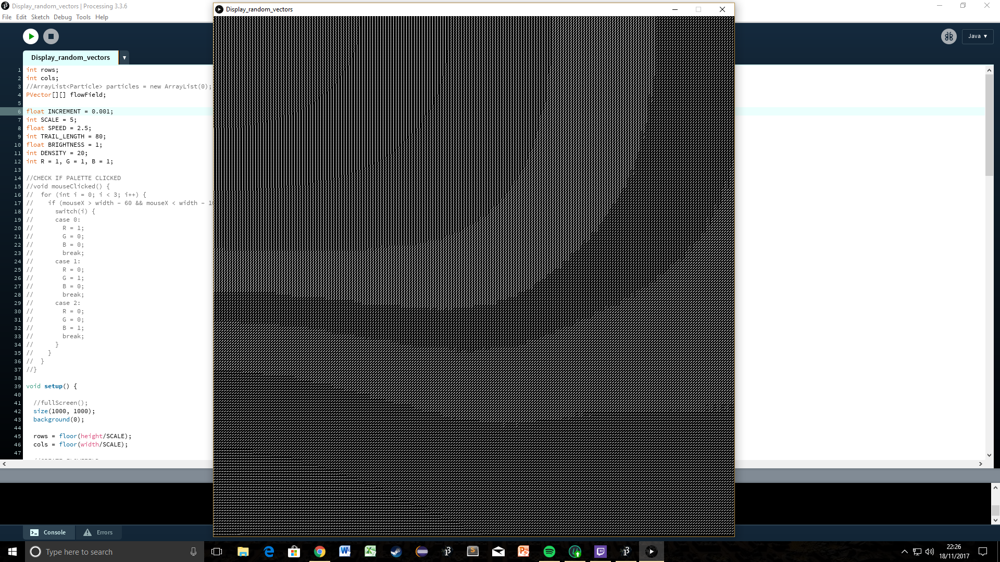 Display_random_vectors | Processing 3.3.6
File Edit Sketch Debug Tools Help
Display_random_vectors
Java ▾
Display_random_vectors
1 int rows;
2 int cols;
3 //ArrayList<Particle> particles = new ArrayList(0);
4 PVector[][] flowField;
5
6 float INCREMENT = 0.001;
7 int SCALE = 5;
8 float SPEED = 2.5;
9 int TRAIL_LENGTH = 80;
10 float BRIGHTNESS = 1;
11 int DENSITY = 20;
12 int R = 1, G = 1, B = 1;
13
14 //CHECK IF PALETTE CLICKED
15 //void mouseClicked() {
16 //  for (int i = 0; i < 3; i++) {
17 //    if (mouseX > width - 60 && mouseX < width - 10
18 //      switch(i) {
19 //      case 0:
20 //        R = 1;
21 //        G = 0;
22 //        B = 0;
23 //        break;
24 //      case 1:
25 //        R = 0;
26 //        G = 1;
27 //        B = 0;
28 //        break;
29 //      case 2:
30 //        R = 0;
31 //        G = 0;
32 //        B = 1;
33 //        break;
34 //      }
35 //    }
36 //  }
37 //}
38
39 void setup() {
40
41   //fullScreen();
42   size(1000, 1000);
43   background(0);
44
45   rows = floor(height/SCALE);
46   cols = floor(width/SCALE);
47
Console Errors
Type here to search
22:26
18/11/2017